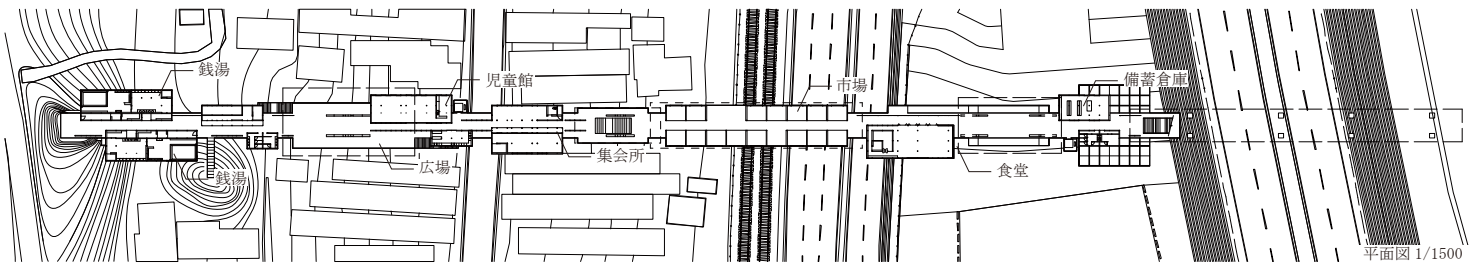 銭湯
児童館
市場
備蓄倉庫
銭湯
広場
集会所
食堂
平面図 1/1500